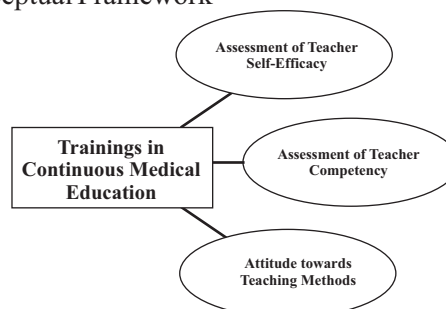 Framework
Assessment of Teacher
Self-Efficacy
Trainings in
Continuous Medical
Education
Assessment of Teacher
Competency
Attitude towards
Teaching Methods